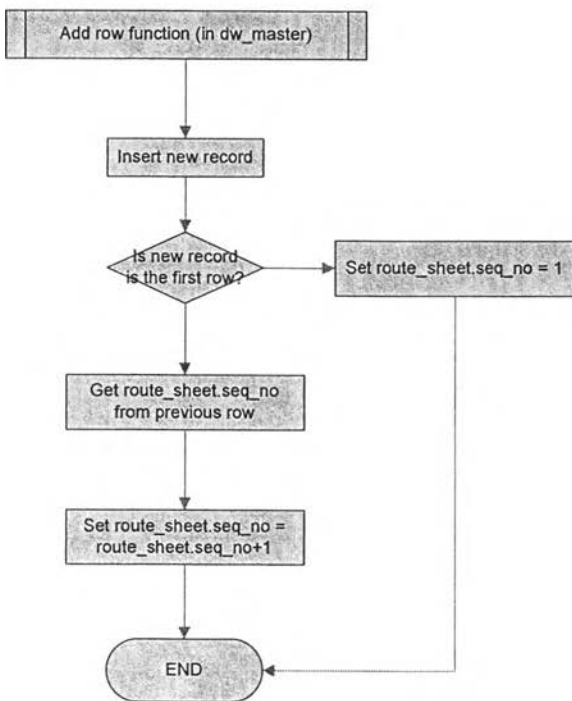 Add row function (in dw_master)
Insert new record
Is new record
is the first row?
Set route_sheet.seq_no = 1
Get route_sheet.seq_no
from previous row
Set route_sheet.seq_no =
route_sheet.seq_no+1
END